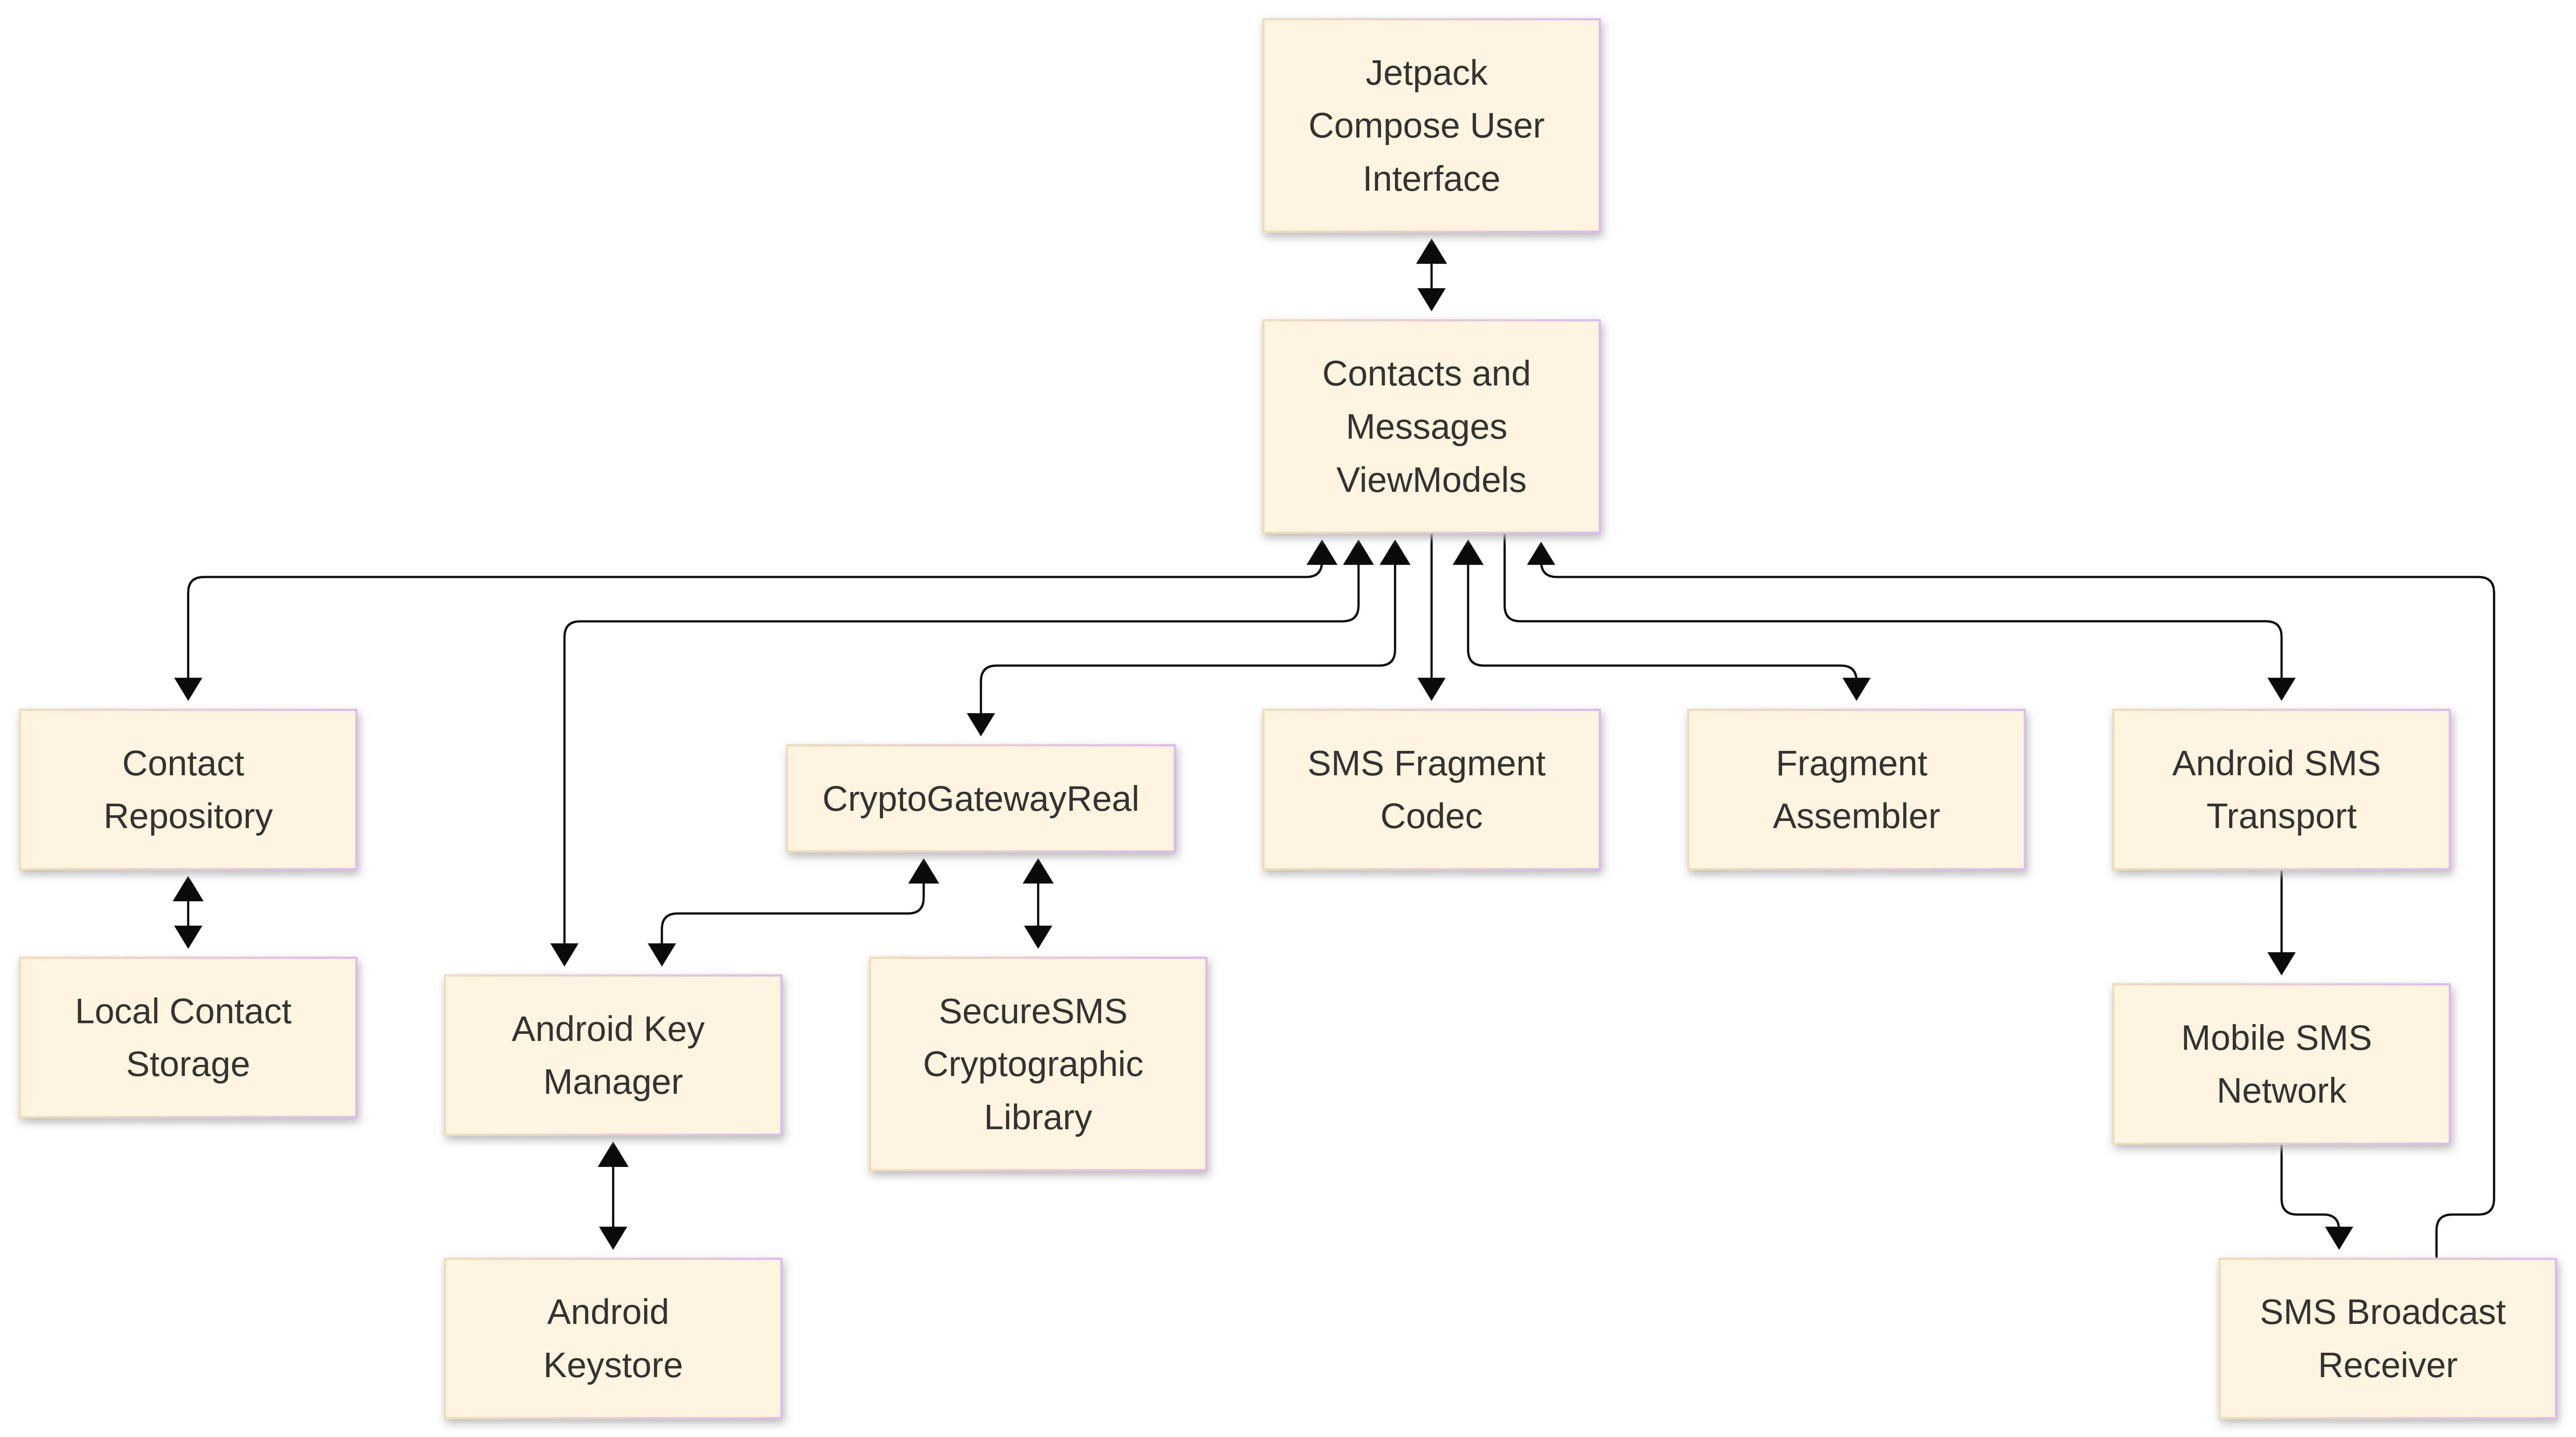 Jetpack
Compose User
Interface
Contacts and
Messages
ViewModels
Contact
Repository
CryptoGatewayReal
SMS Fragment
Codec
Fragment
Assembler
Android SMS
Transport
Local Contact
Storage
Android Key
Manager
SecureSMS
Cryptographic
Library
Mobile SMS
Network
Android
Keystore
SMS Broadcast
Receiver